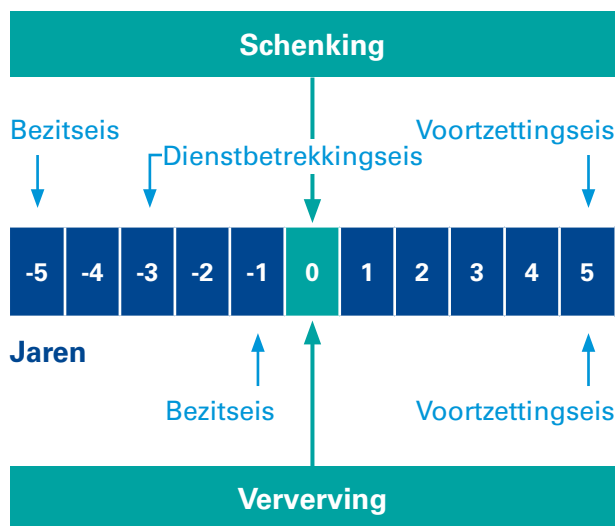 Schenking
Bezitseis
Voortzettingseis
Dienstbetrekkingseis
-5 -4 -3 -2 -1 0 1 2 3 4 5
Jaren
Bezitseis
Voortzettingseis
Ververving